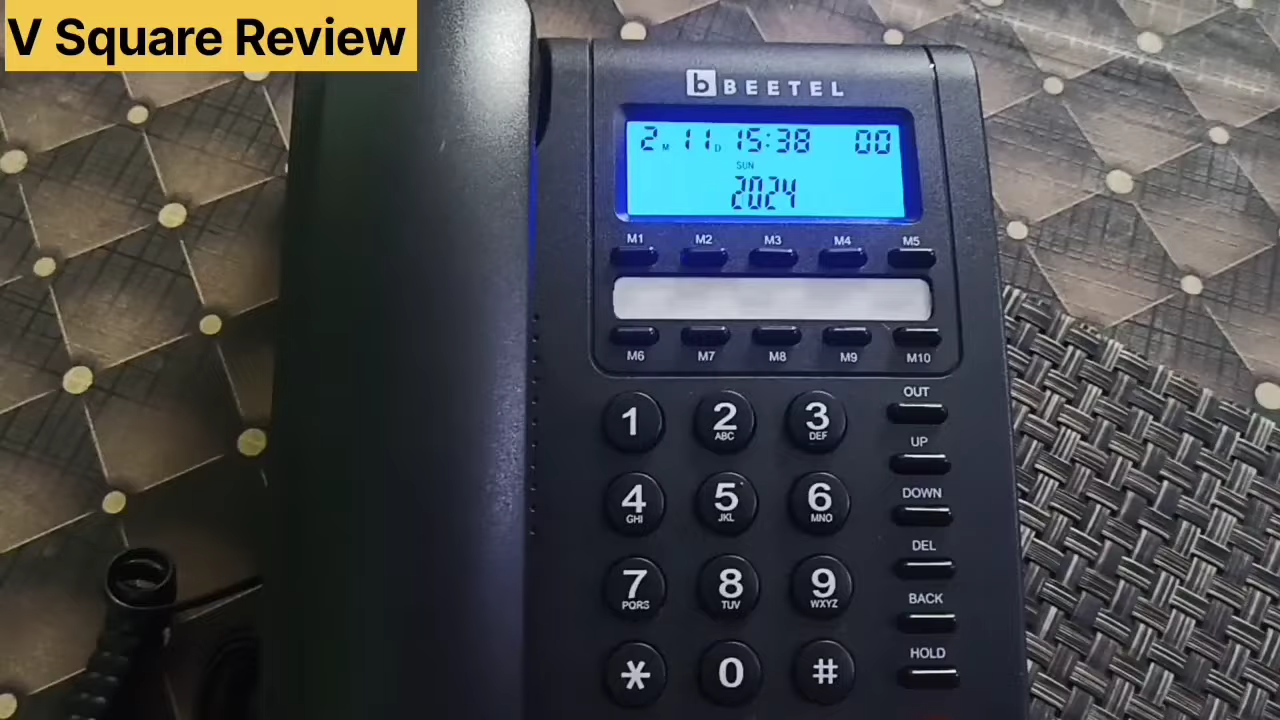 V Square Review
b BEETEL
2 M 11 D 15:38 00
SUN
2024
M1 M2 M3 M4 M5
M6 M7 M8 M9 M10
OUT
1 2 ABC 3 DEF
UP
4 GHI 5 JKL 6 MNO
DOWN
DEL
7 PQRS 8 TUV 9 WXYZ
BACK
HOLD
* 0 #